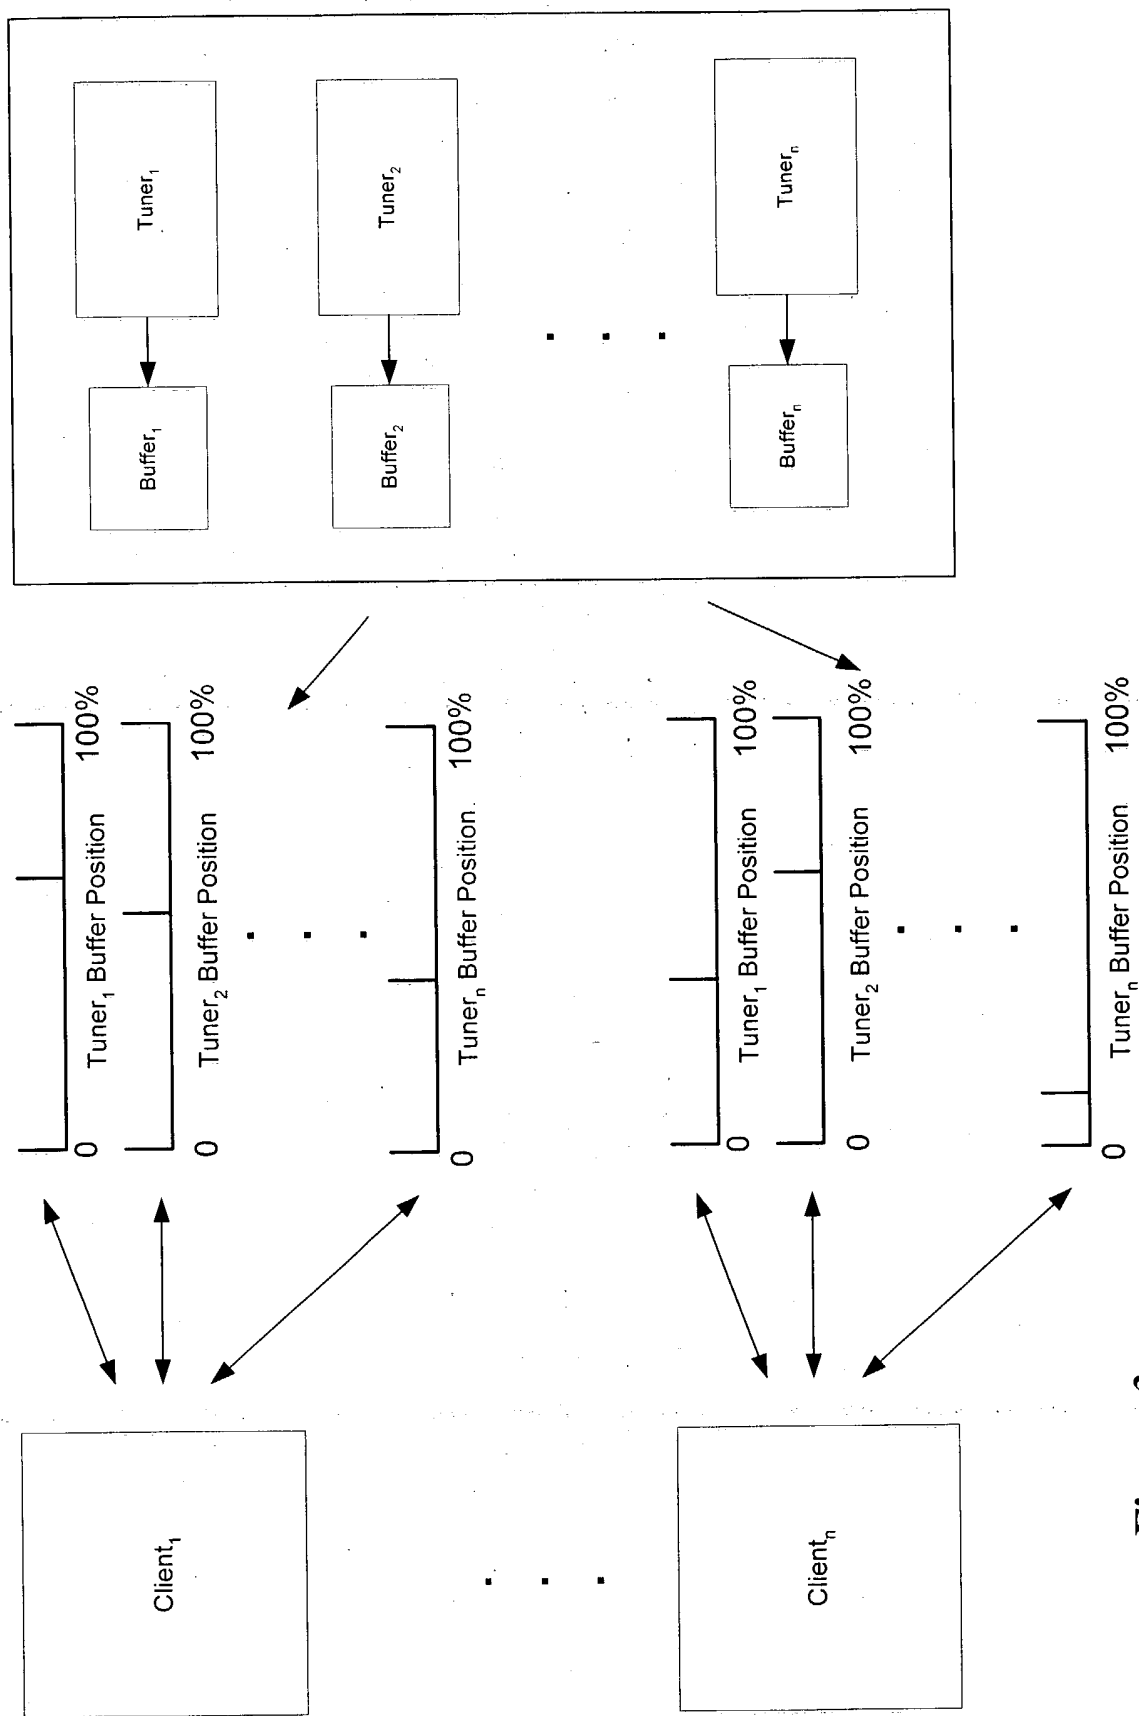 Client₁
Clientₙ
0 Tuner₁ Buffer Position 100%
0 Tuner₂ Buffer Position 100%
0 Tunerₙ Buffer Position 100%
0 Tuner₁ Buffer Position 100%
0 Tuner₂ Buffer Position 100%
0 Tunerₙ Buffer Position 100%
Buffer₁
Tuner₁
Buffer₂
Tuner₂
Bufferₙ
Tunerₙ